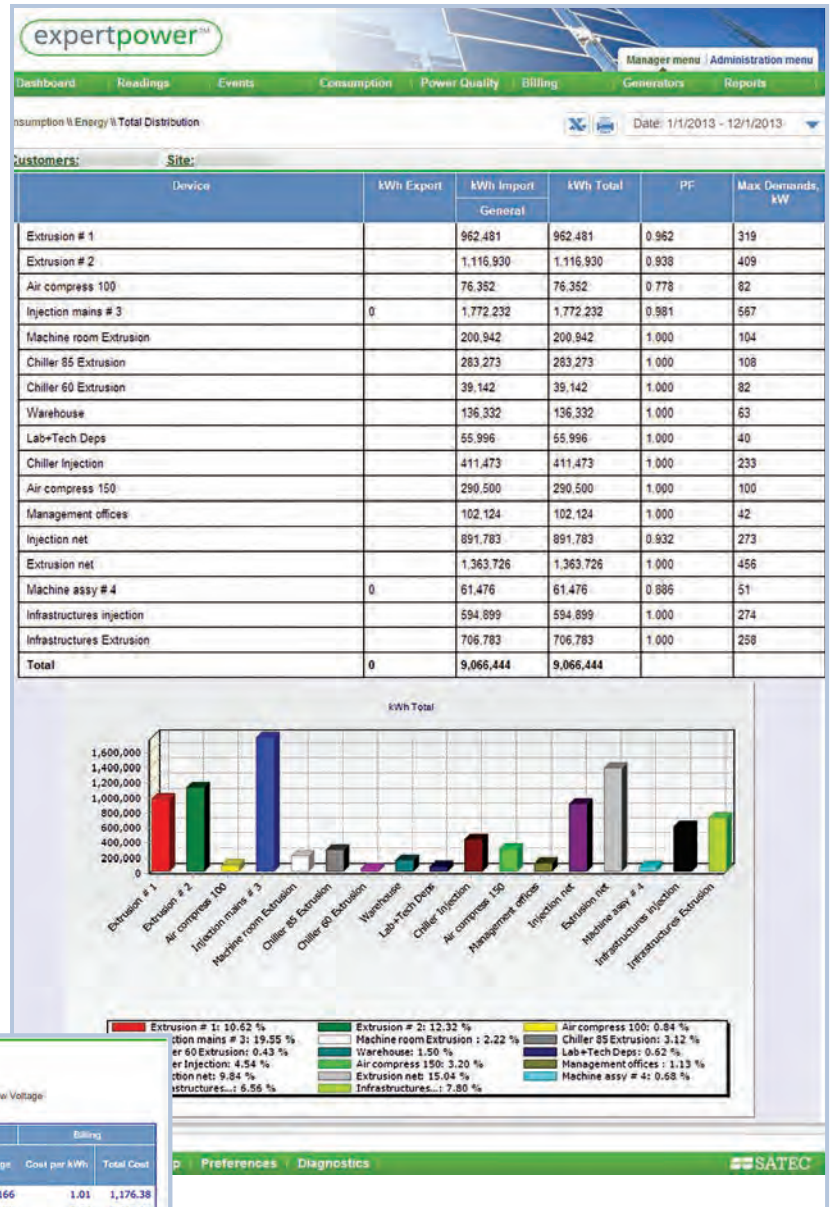 expertpower™
Manager menu Administration menu
Dashboard Readings Events Consumption Power Quality Billing Generators Reports
nsumption \\ Energy \\ Total Distribution Date: 1/1/2013 - 12/1/2013
Customers: Site:
Device kWh Export kWh Import kWh Total PF Max Demands, kW
General
Extrusion # 1 962,481 962,481 0.962 319
Extrusion # 2 1,116,930 1,116,930 0.938 409
Air compress 100 76,352 76,352 0.778 82
Injection mains # 3 0 1,772,232 1,772,232 0.981 567
Machine room Extrusion 200,942 200,942 1.000 104
Chiller 85 Extrusion 283,273 283,273 1.000 108
Chiller 60 Extrusion 39,142 39,142 1.000 82
Warehouse 136,332 136,332 1.000 63
Lab+Tech Deps 55,996 55,996 1.000 40
Chiller Injection 411,473 411,473 1.000 233
Air compress 150 290,500 290,500 1.000 100
Management offices 102,124 102,124 1.000 42
Injection net 891,783 891,783 0.932 273
Extrusion net 1,363,726 1,363,726 1.000 456
Machine assy # 4 0 61,476 61,476 0.886 51
Infrastructures injection 594,899 594,899 1.000 274
Infrastructures Extrusion 706,783 706,783 1.000 258
Total 0 9,066,444 9,066,444
kWh Total
1,600,000
1,400,000
1,200,000
1,000,000
800,000
600,000
400,000
200,000
0
Extrusion # 1 Extrusion # 2 Air compress 100 Injection mains # 3 Machine room Extrusion Chiller 85 Extrusion Chiller 60 Extrusion Warehouse Lab+Tech Deps Chiller Injection Air compress 150 Management offices Injection net Extrusion net Machine assy # 4 Infrastructures injection Infrastructures Extrusion
Extrusion # 1: 10.62 % Extrusion # 2: 12.32 % Air compress 100: 0.84 %
tion mains # 3: 19.55 % Machine room Extrusion : 2.22 % Chiller 85 Extrusion: 3.12 %
er 60 Extrusion: 0.43 % Warehouse: 1.50 % Lab+Tech Deps: 0.62 %
er Injection: 4.54 % Air compress 150: 3.20 % Management offices : 1.13 %
ction net: 9.84 % Extrusion net: 15.04 % Machine assy # 4: 0.68 %
astructures...: 6.56 % Infrastructures...: 7.80 %
w Voltage
Billing
ge Cost per kWh Total Cost
166 1.01 1,176.38
p Preferences Diagnostics
SATEC